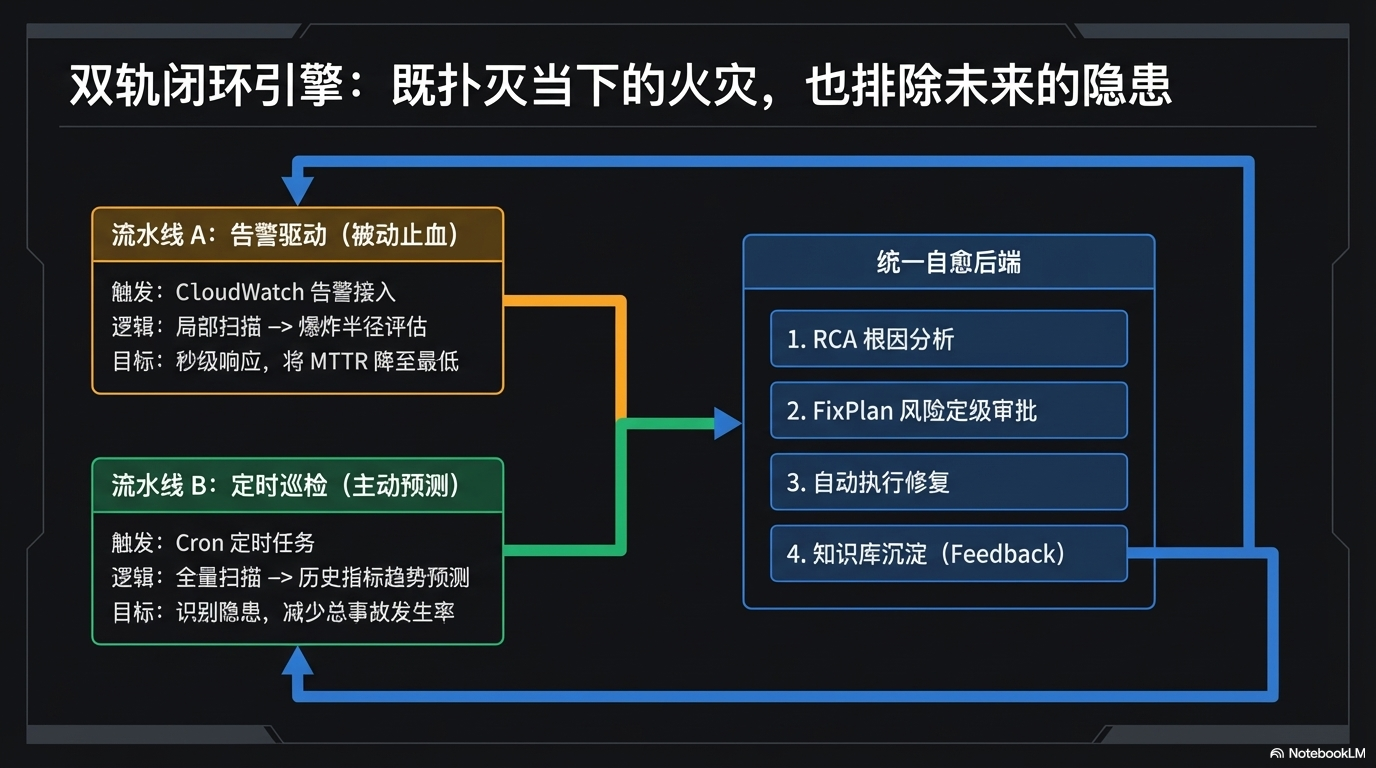 双轨闭环引擎：既扑灭当下的火灾，也排除未来的隐患
流水线 A：告警驱动（被动止血）
触发：CloudWatch 告警接入
逻辑：局部扫描 –> 爆炸半径评估
目标：秒级响应，将 MTTR 降至最低
流水线 B：定时巡检（主动预测）
触发：Cron 定时任务
逻辑：全量扫描 –> 历史指标趋势预测
目标：识别隐患，减少总事故发生率
统一自愈后端
1. RCA 根因分析
2. FixPlan 风险定级审批
3. 自动执行修复
4. 知识库沉淀（Feedback）
NotebookLM